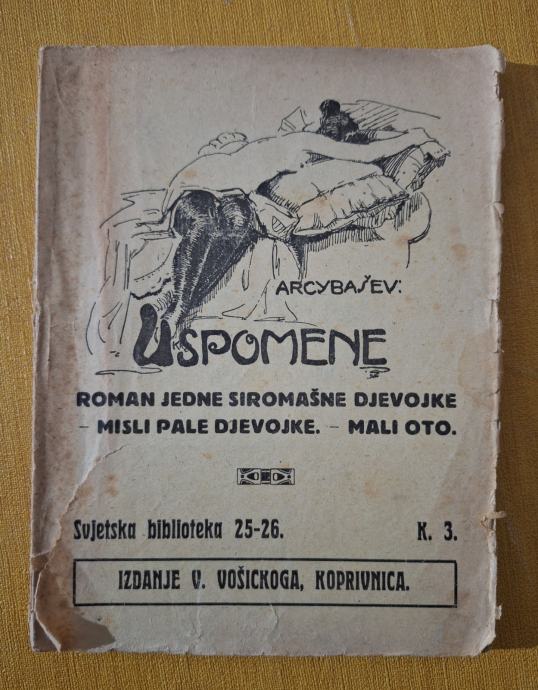 ARCYBAŠEV:
USPOMENE
ROMAN JEDNE SIROMAŠNE DJEVOJKE
– MISLI PALE DJEVOJKE. – MALI OTO.
Svjetska biblioteka 25-26. K. 3.
IZDANJE V. VOŠICKOGA, KOPRIVNICA.